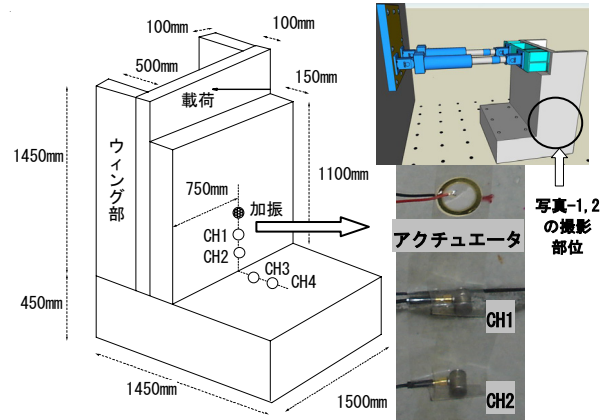 100mm
100mm
500mm
150mm
載荷
1450mm
ウィング部
1100mm
750mm
加振
CH1
CH2
CH3
CH4
450mm
1450mm
1500mm
アクチュエータ
写真-1,2
の撮影
部位
CH1
CH2